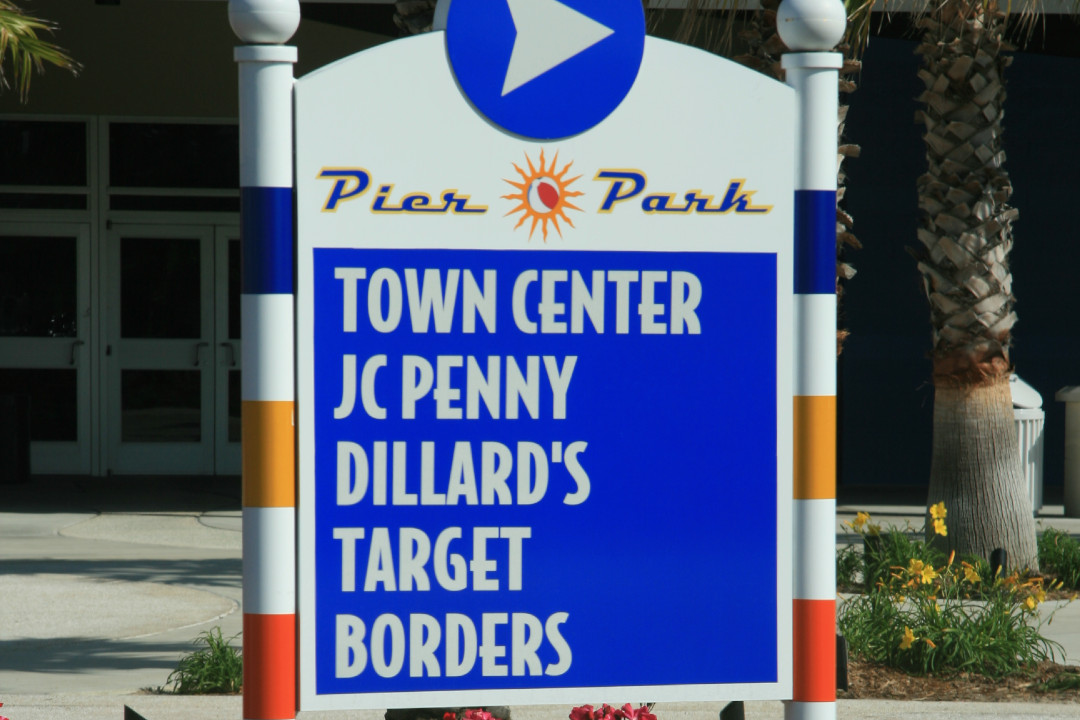 Pier Park
TOWN CENTER
JC PENNY
DILLARD'S
TARGET
BORDERS